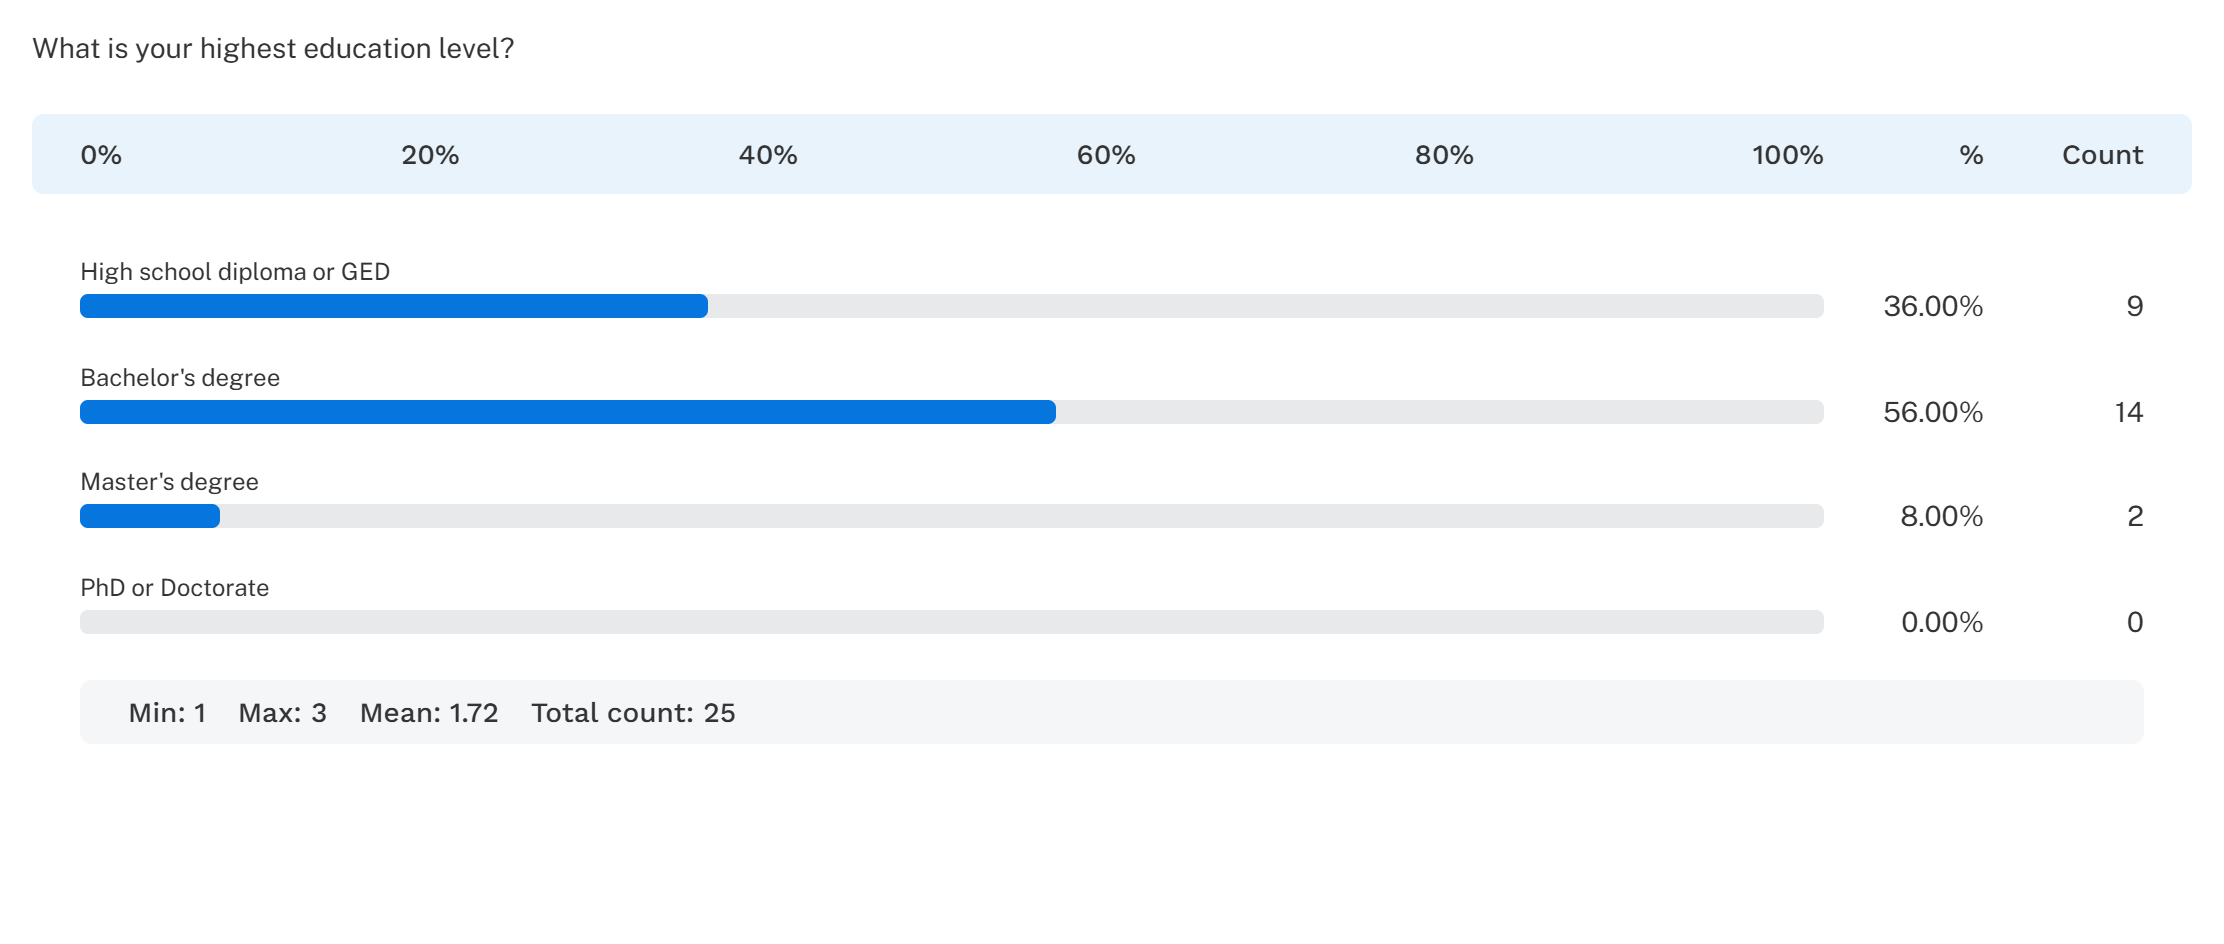 What is your highest education level?
0% 20% 40% 60% 80% 100% % Count
High school diploma or GED
36.00% 9
Bachelor's degree
56.00% 14
Master's degree
8.00% 2
PhD or Doctorate
0.00% 0
Min: 1 Max: 3 Mean: 1.72 Total count: 25